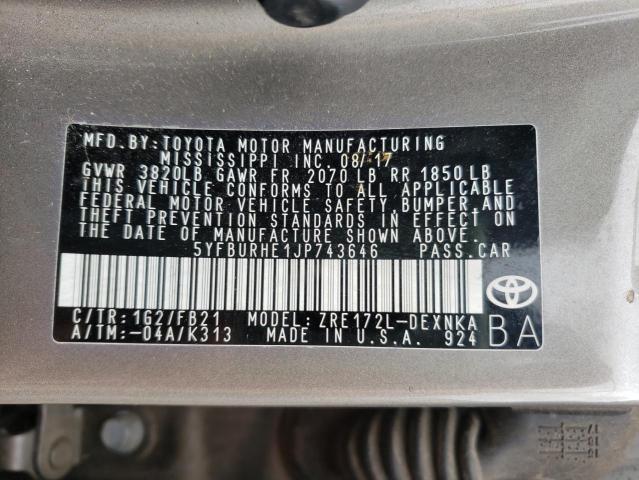 MFD.BY:TOYOTA MOTOR MANUFACTURING
MISSISSIPPI INC. 08/17
GVWR 3820LB GAWR FR 2070LB RR 1850LB
THIS VEHICLE CONFORMS TO ALL APPLICABLE
FEDERAL MOTOR VEHICLE SAFETY, BUMPER, AND
THEFT PREVENTION STANDARDS IN EFFECT ON
THE DATE OF MANUFACTURE SHOWN ABOVE.
5YFBURHE1JP743646 PASS.CAR
C/TR:1G2/FB21 MODEL:ZRE172L-DEXNKA
A/TM:-04A/K313 MADE IN U.S.A. 924
BA